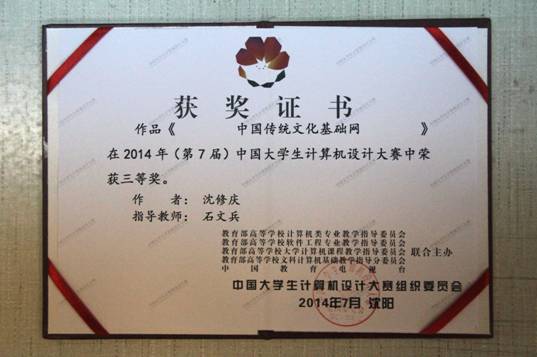 获奖证书
作品《 中国传统文化基础网 》
在2014年（第7届）中国大学生计算机设计大赛中荣
获三等奖。
作 者：沈修庆
指导教师：石文兵
教育部高等学校计算机类专业教学指导委员会
教育部高等学校软件工程专业教学指导委员会
教育部高等学校大学计算机课程教学指导委员会
教育部高等学校文科计算机基础教学指导分委员会
中国教育电视台
联合主办
中国大学生计算机设计大赛组织委员会
2014年7月 沈阳